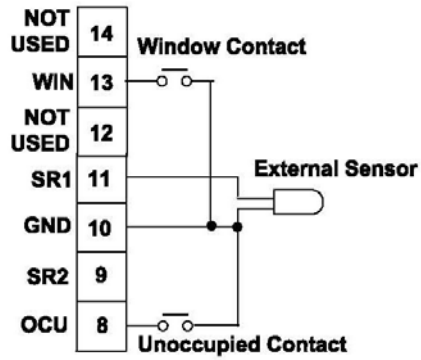 NOT
USED 14
Window Contact
WIN 13
NOT
USED 12
External Sensor
SR1 11
GND 10
SR2 9
OCU 8
Unoccupied Contact